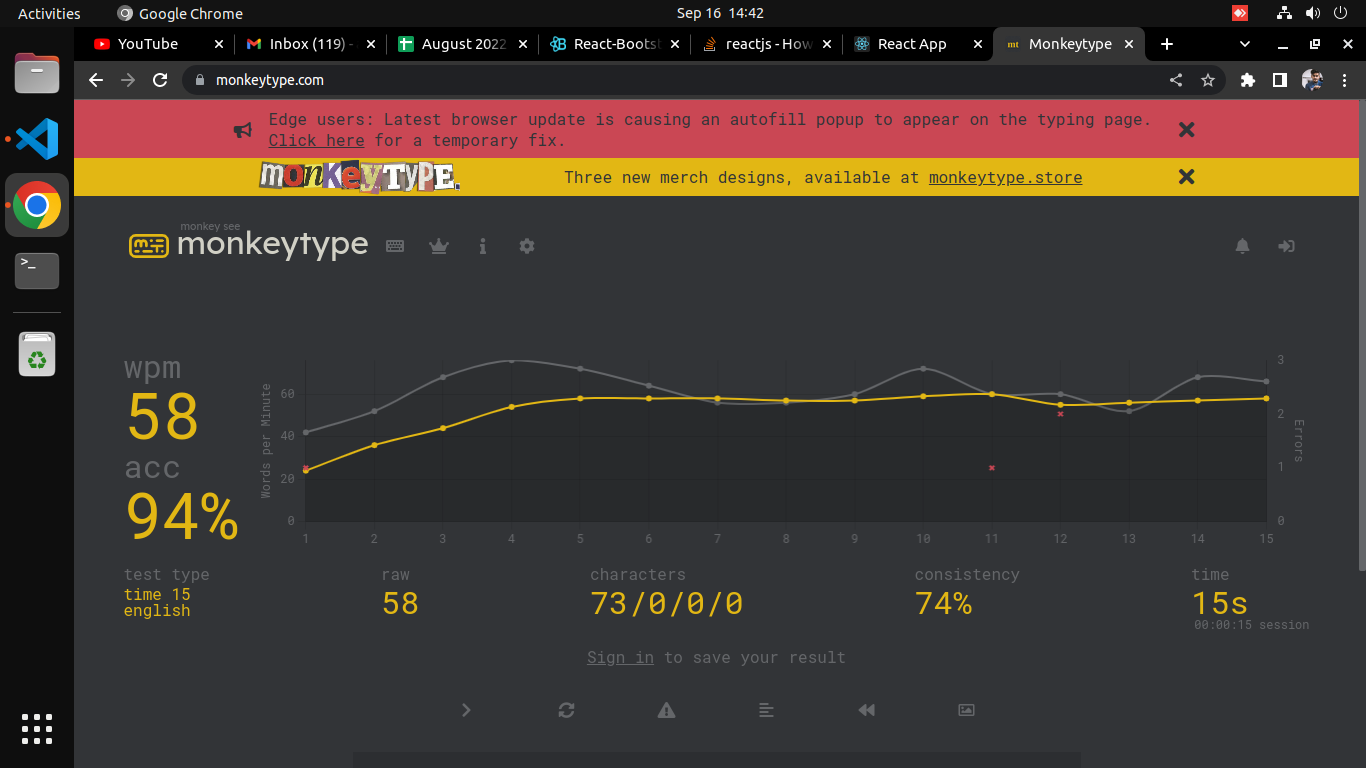 Activities
Google Chrome
Sep 16 14:42
YouTube
Inbox (119) -
August 2022
React-Boots
reactjs - How
React App
mt Monkeytype
monkeytype.com
Edge users: Latest browser update is causing an autofill popup to appear on the typing page.
Click here for a temporary fix.
monkeytype.
Three new merch designs, available at monkeytype.store
monkey see
monkeytype
wpm
58
acc
94%
Words per Minute
60
40
20
0
3
2
1
0
Errors
1 2 3 4 5 6 7 8 9 10 11 12 13 14 15
test type
time 15
english
raw
58
characters
73/0/0/0
consistency
74%
time
15s
00:00:15 session
Sign in to save your result